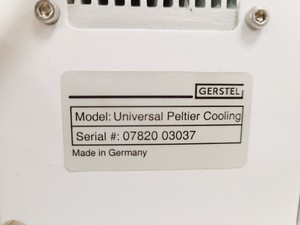 GERSTEL
Model: Universal Peltier Cooling
Serial #: 07820 03037
Made in Germany